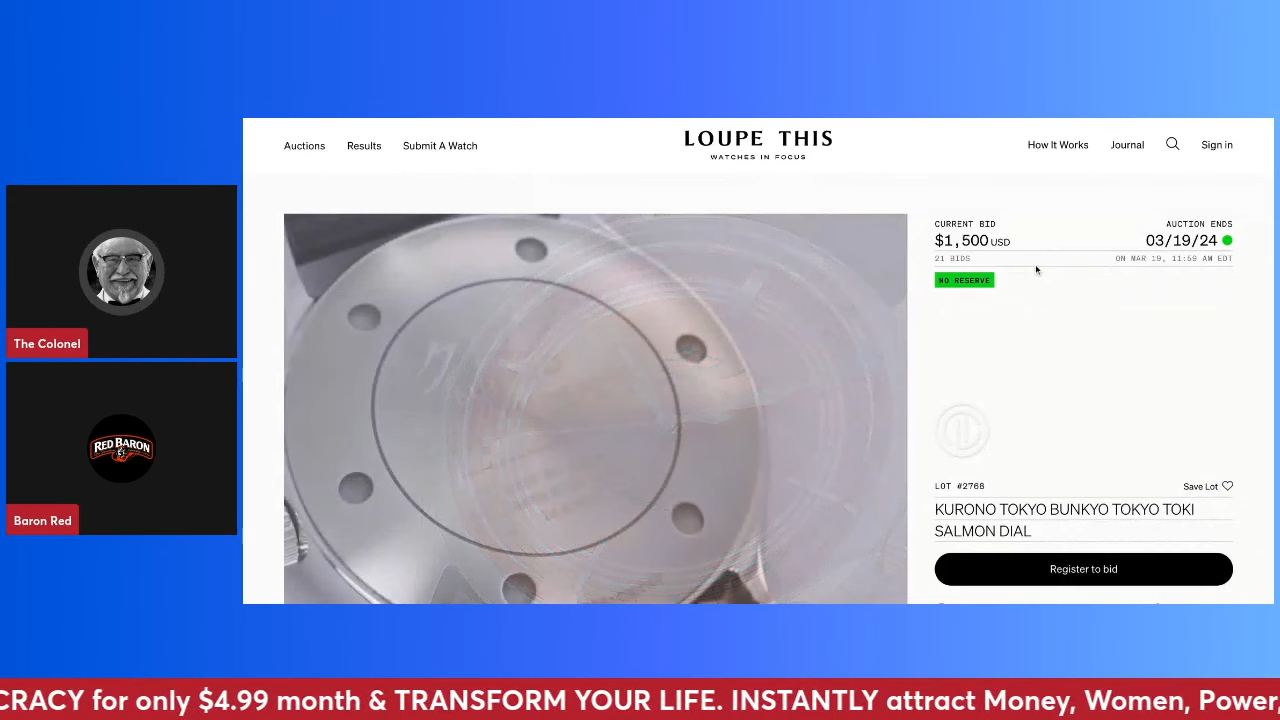 Auctions Results Submit A Watch
LOUPE THIS
WATCHES IN FOCUS
How It Works Journal Sign in
CURRENT BID
$1,500 USD
21 BIDS
AUCTION ENDS
03/19/24
ON MAR 19, 11:59 AM EDT
NO RESERVE
LOT #2768
Save Lot
KURONO TOKYO BUNKYO TOKYO TOKI
SALMON DIAL
Register to bid
The Colonel
RED BARON
Baron Red
CRACY for only $4.99 month & TRANSFORM YOUR LIFE. INSTANTLY attract Money, Women, Power,